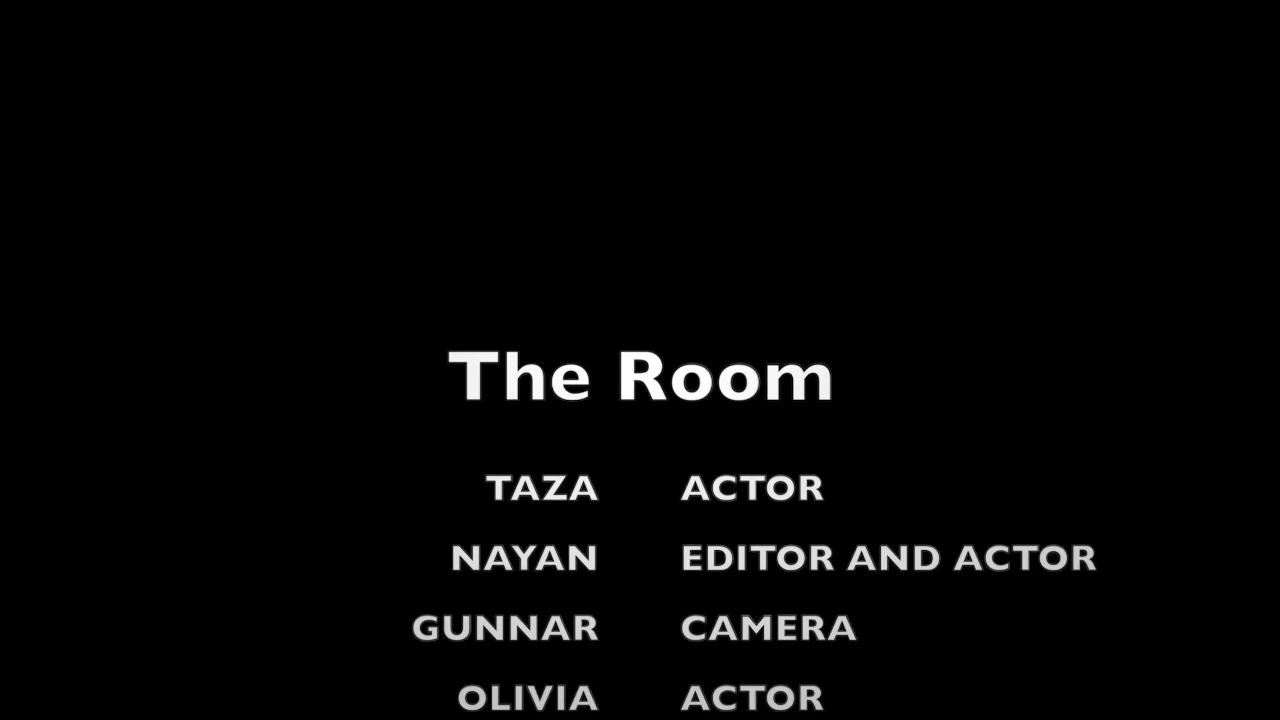 The Room
TAZA ACTOR
NAYAN EDITOR AND ACTOR
GUNNAR CAMERA
OLIVIA ACTOR